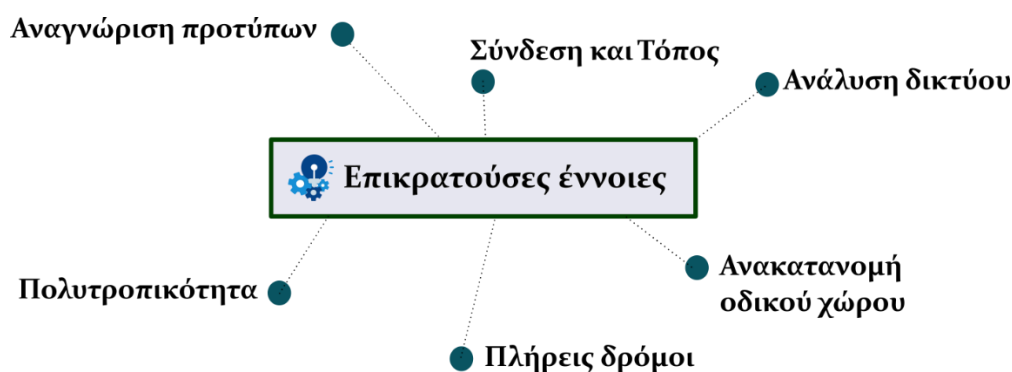 Αναγνώριση προτύπων
Σύνδεση και Τόπος
Ανάλυση δικτύου
Επικρατούσες έννοιες
Πολυτροπικότητα
Ανακατανομή
οδικού χώρου
Πλήρεις δρόμοι